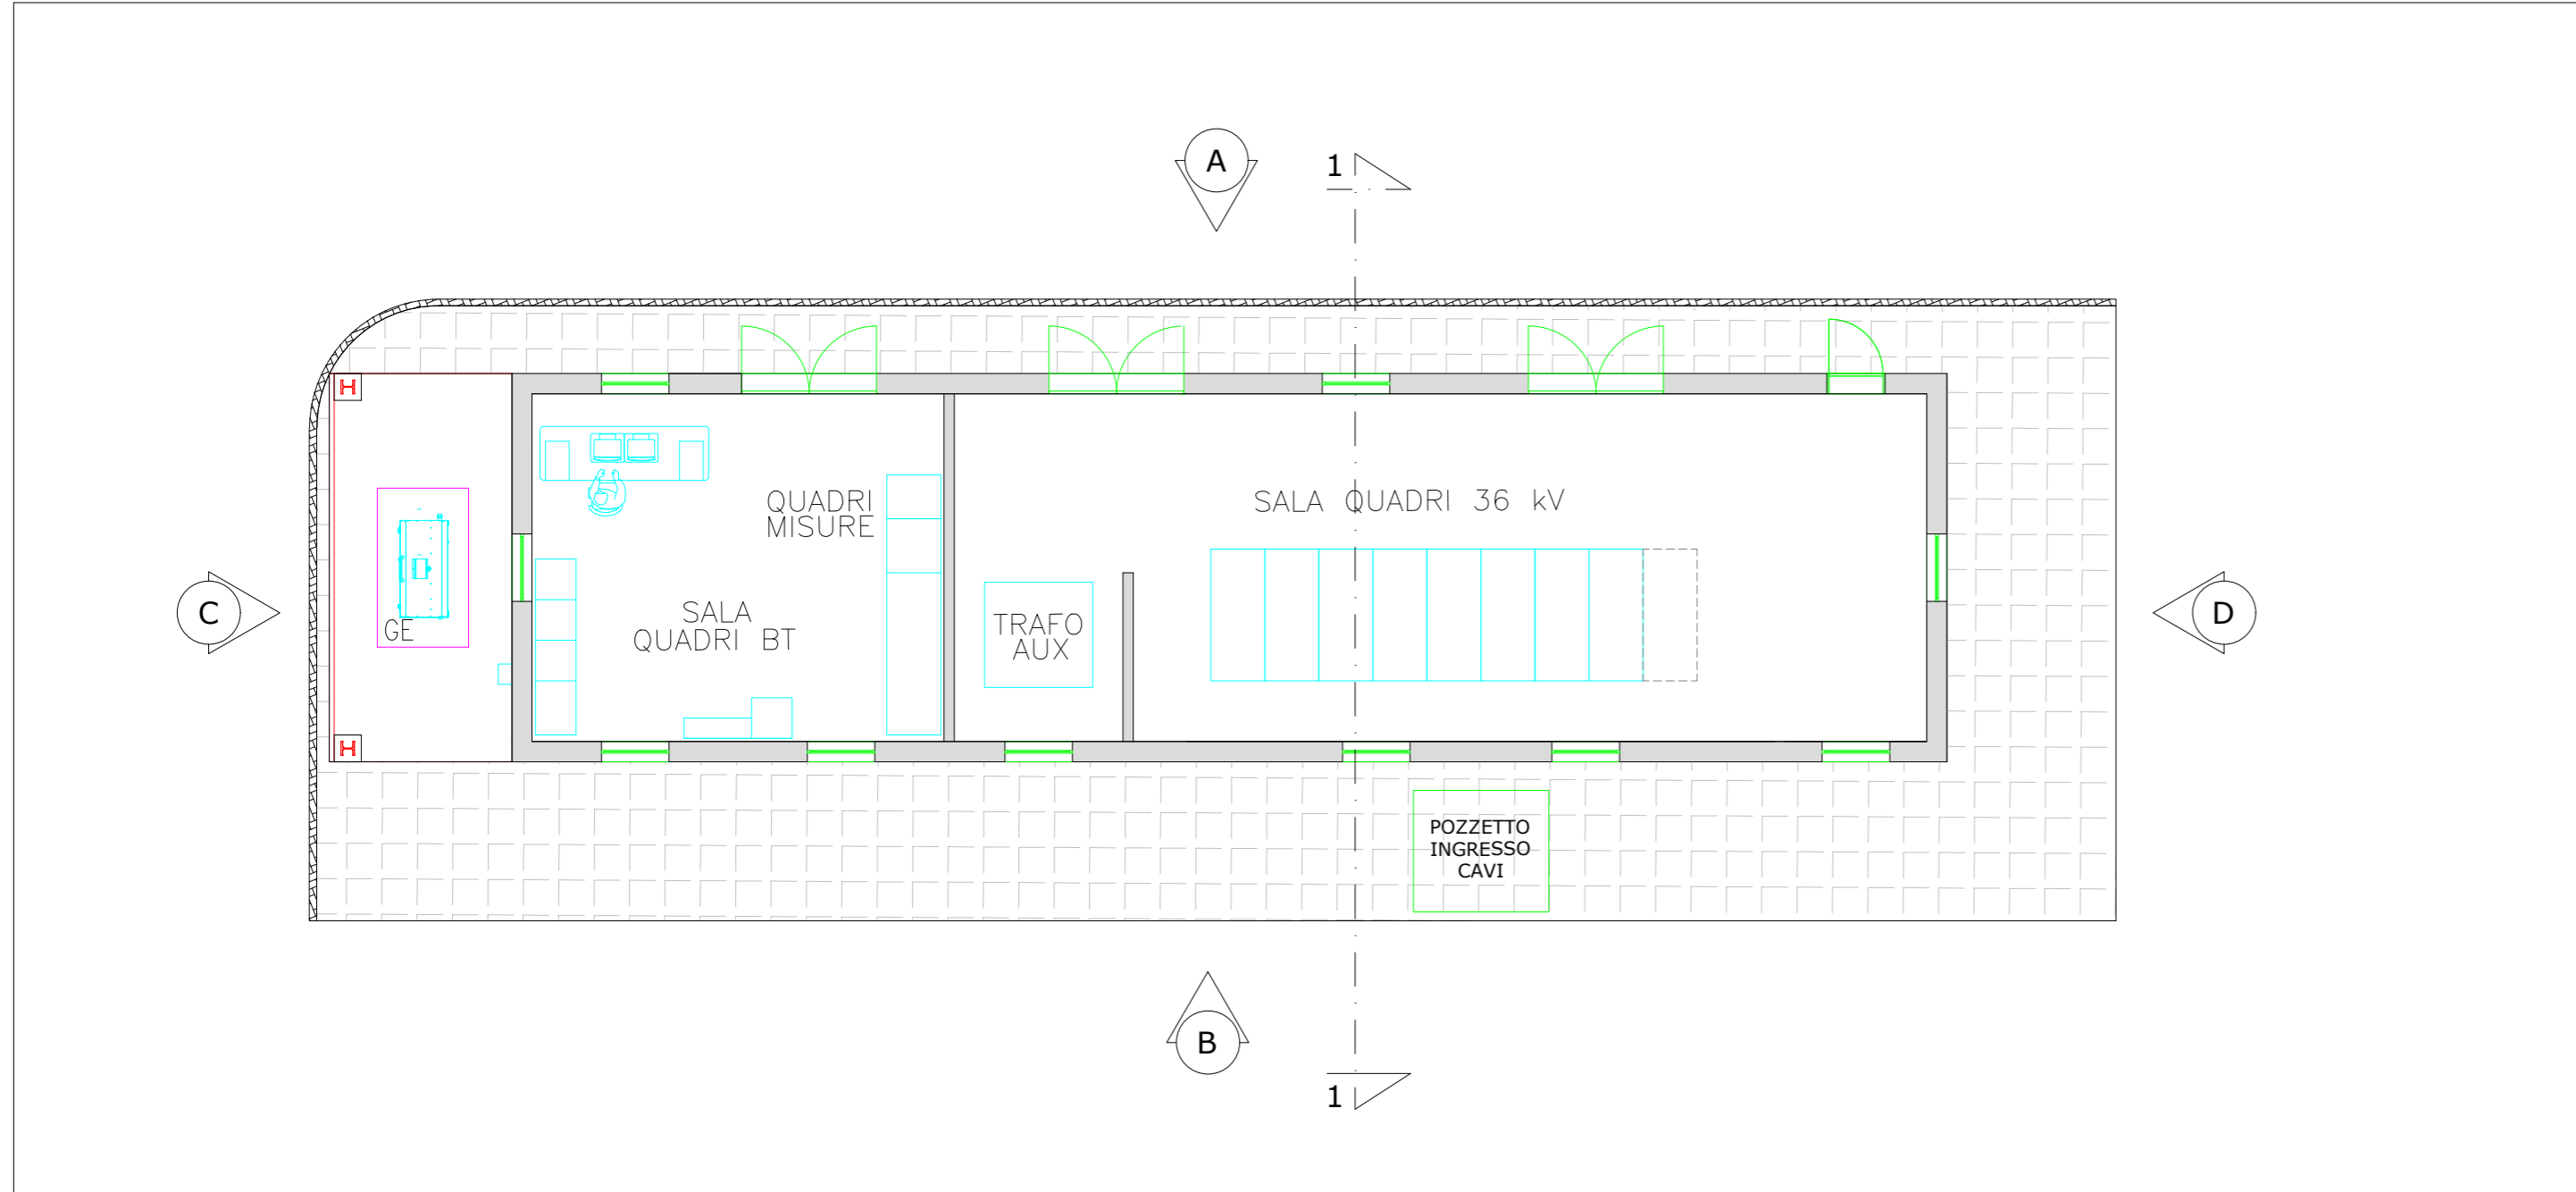 A
1
QUADRI
MISURE
SALA QUADRI 36 kV
C
GE
SALA
QUADRI BT
TRAFO
AUX
D
POZZETTO
INGRESSO
CAVI
B
1